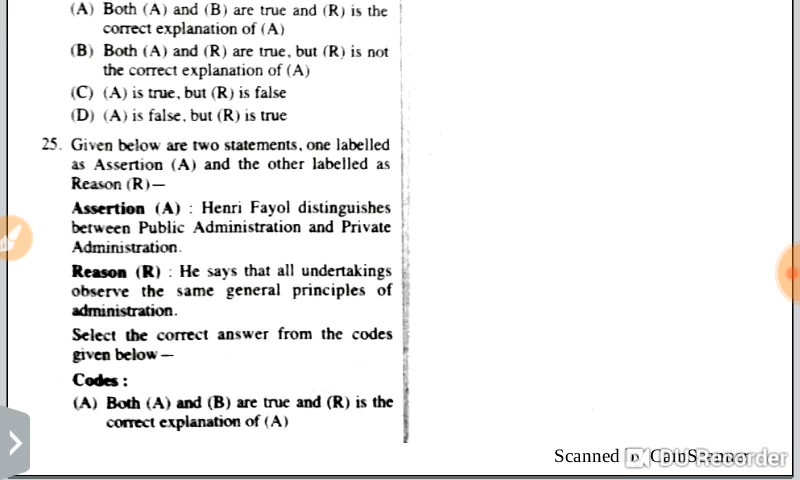 (A) Both (A) and (B) are true and (R) is the
correct explanation of (A)
(B) Both (A) and (R) are true, but (R) is not
the correct explanation of (A)
(C) (A) is true, but (R) is false
(D) (A) is false, but (R) is true
25. Given below are two statements, one labelled
as Assertion (A) and the other labelled as
Reason (R)—
Assertion (A) : Henri Fayol distinguishes
between Public Administration and Private
Administration.
Reason (R) : He says that all undertakings
observe the same general principles of
administration.
Select the correct answer from the codes
given below—
Codes :
(A) Both (A) and (B) are true and (R) is the
correct explanation of (A)
Scanned by CamScanner
DU Recorder